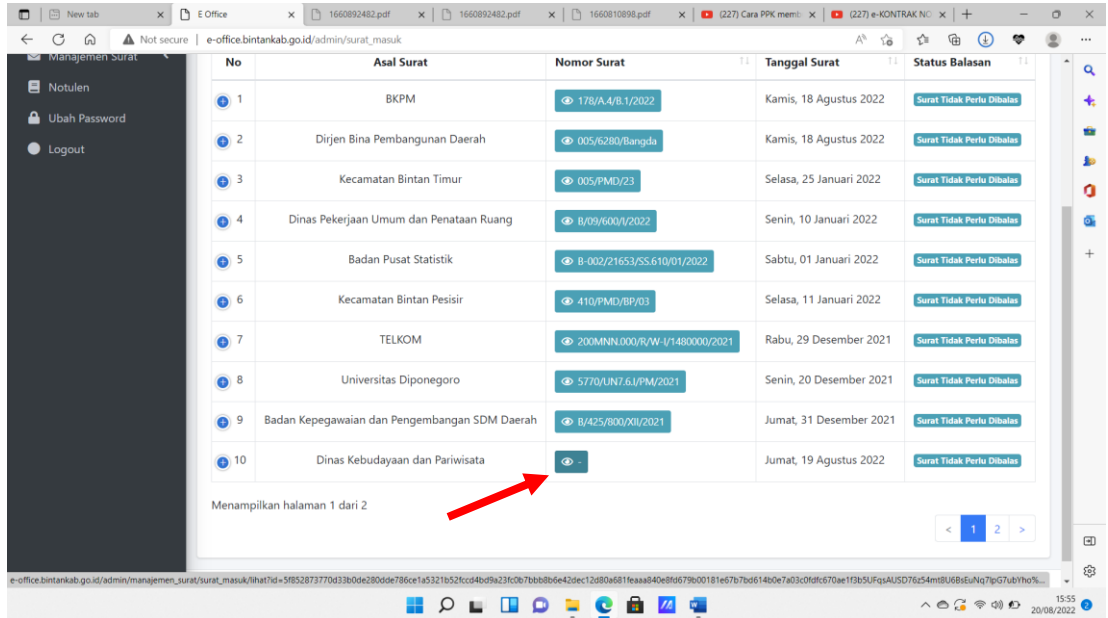 New tab
E Office
1660892482.pdf
1660892482.pdf
1660810898.pdf
(227) Cara PPK memb
(227) e-KONTRAK NO
Not secure
e-office.bintankab.go.id/admin/surat_masuk
Manajemen Surat
Notulen
Ubah Password
Logout
No Asal Surat Nomor Surat Tanggal Surat Status Balasan
1 BKPM 178/A.4/B.1/2022 Kamis, 18 Agustus 2022 Surat Tidak Perlu Dibalas
2 Dirjen Bina Pembangunan Daerah 005/6280/Bangda Kamis, 18 Agustus 2022 Surat Tidak Perlu Dibalas
3 Kecamatan Bintan Timur 005/PMD/23 Selasa, 25 Januari 2022 Surat Tidak Perlu Dibalas
4 Dinas Pekerjaan Umum dan Penataan Ruang B/09/600/I/2022 Senin, 10 Januari 2022 Surat Tidak Perlu Dibalas
5 Badan Pusat Statistik B-002/21653/SS.610/01/2022 Sabtu, 01 Januari 2022 Surat Tidak Perlu Dibalas
6 Kecamatan Bintan Pesisir 410/PMD/BP/03 Selasa, 11 Januari 2022 Surat Tidak Perlu Dibalas
7 TELKOM 200MNN.000/R/W-I/1480000/2021 Rabu, 29 Desember 2021 Surat Tidak Perlu Dibalas
8 Universitas Diponegoro 5770/UN7.6.I/PM/2021 Senin, 20 Desember 2021 Surat Tidak Perlu Dibalas
9 Badan Kepegawaian dan Pengembangan SDM Daerah B/425/800/XII/2021 Jumat, 31 Desember 2021 Surat Tidak Perlu Dibalas
10 Dinas Kebudayaan dan Pariwisata - Jumat, 19 Agustus 2022 Surat Tidak Perlu Dibalas
Menampilkan halaman 1 dari 2
< 1 2 >
15:55
20/08/2022 2